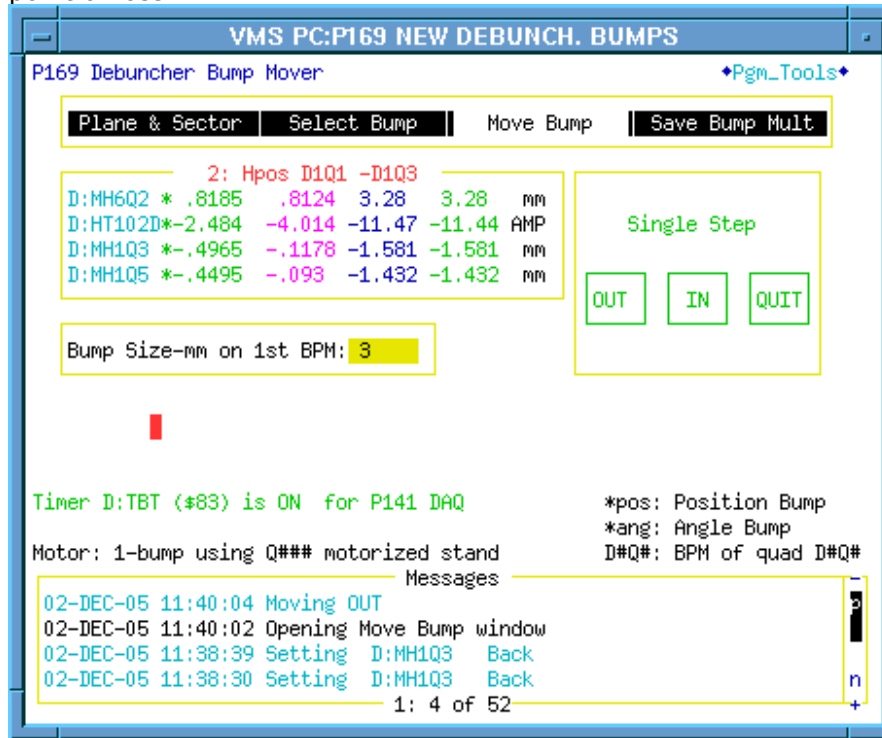 VMS PC:P169 NEW DEBUNCH. BUMPS
P169 Debuncher Bump Mover ◆Pgm_Tools◆
Plane & Sector Select Bump Move Bump Save Bump Mult
2: Hpos D1Q1 -D1Q3
D:MH6Q2 * .8185 .8124 3.28 3.28 mm
D:HT102D*-2.484 -4.014 -11.47 -11.44 AMP
D:MH1Q3 *-.4965 -.1178 -1.581 -1.581 mm
D:MH1Q5 *-.4495 -.093 -1.432 -1.432 mm
Single Step
OUT IN QUIT
Bump Size-mm on 1st BPM: 3
Timer D:TBT ($83) is ON for P141 DAQ
*pos: Position Bump
*ang: Angle Bump
Motor: 1-bump using Q### motorized stand
D#Q#: BPM of quad D#Q#
Messages
02-DEC-05 11:40:04 Moving OUT
02-DEC-05 11:40:02 Opening Move Bump window
02-DEC-05 11:38:39 Setting D:MH1Q3 Back
02-DEC-05 11:38:30 Setting D:MH1Q3 Back
1: 4 of 52
- p n +